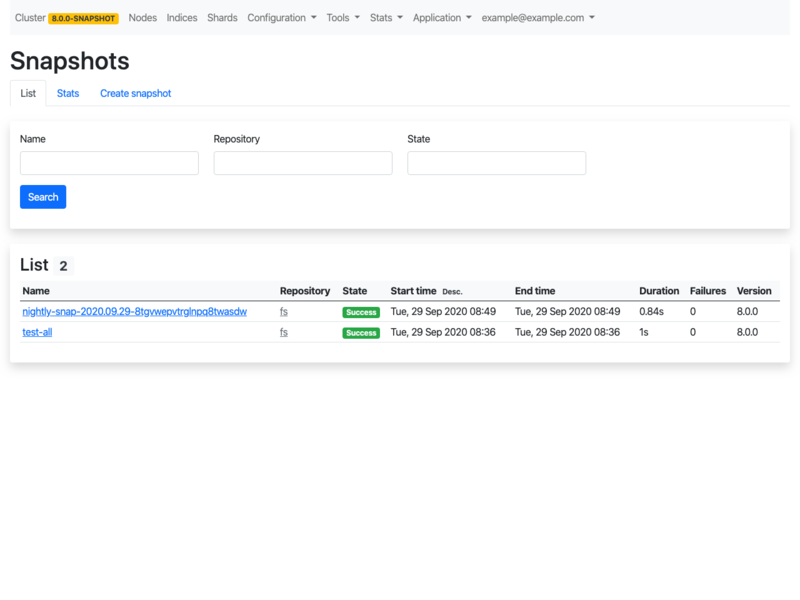 Cluster 8.0.0-SNAPSHOT Nodes Indices Shards Configuration Tools Stats Application example@example.com
Snapshots
List Stats Create snapshot
Name Repository State
Search
List 2
Name Repository State Start time Desc. End time Duration Failures Version
nightly-snap-2020.09.29-8tgvwepvtrglnpq8twasdw fs Success Tue, 29 Sep 2020 08:49 Tue, 29 Sep 2020 08:49 0.84s 0 8.0.0
test-all fs Success Tue, 29 Sep 2020 08:36 Tue, 29 Sep 2020 08:36 1s 0 8.0.0